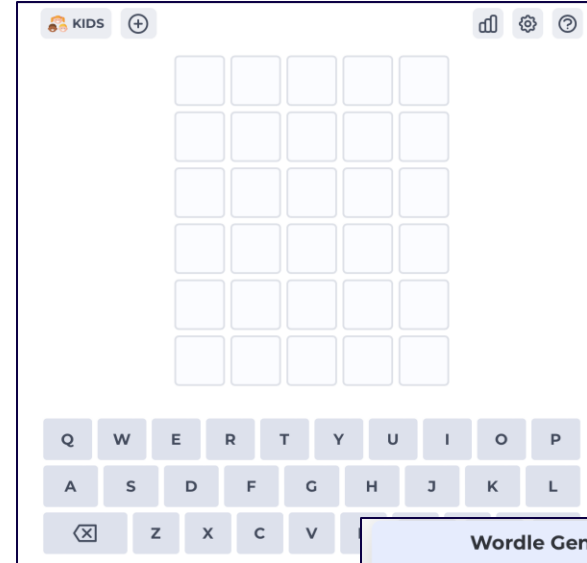 KIDS
Q W E R T Y U I O P
A S D F G H J K L
Z X C V
Wordle Gen